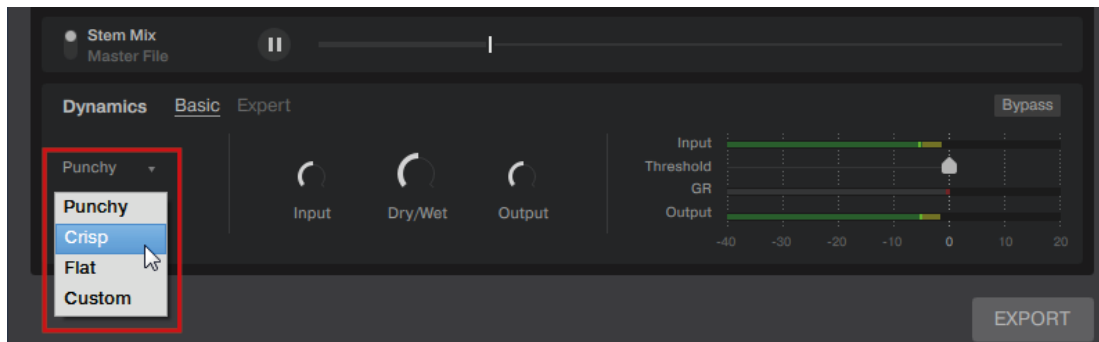 Stem Mix
Master File
Dynamics Basic Expert Bypass
Punchy
Punchy
Crisp
Flat
Custom
Input Dry/Wet Output
Input
Threshold
GR
Output
-40 -30 -20 -10 0 10 20
EXPORT